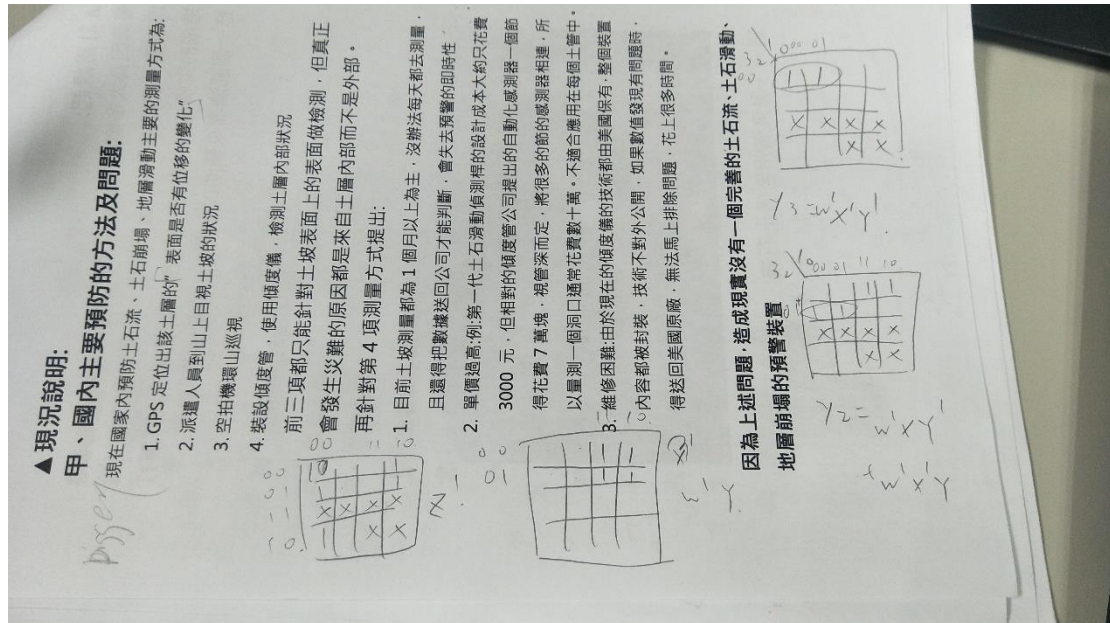 ▲現況說明:
甲、國內主要預防的方法及問題:
現在國家內預防土石流、土石崩塌、地層滑動主要的測量方式為:
1. GPS 定位出該土層的”表面是否有位移的變化”
2. 派遣人員到山上目視土坡的狀況
3. 空拍機環山巡視
4. 裝設傾度管，使用傾度儀，檢測土層內部狀況
前三項都只能針對土坡表面上的表面做檢測，但真正
會發生災難的原因都是來自土層內部而不是外部。
再針對第 4 項測量方式提出:
1. 目前土坡測量都為 1 個月以上為主，沒辦法每天都去測量，
且還得把數據送回公司才能判斷，會失去預警的即時性
2. 單價過高:例:第一代土石滑動偵測桿的設計成本大約只花費
3000 元，但相對的傾度管公司提出的自動化感測器一個節
得花費 7 萬塊，視管深而定，將很多的節的感測器相連，所
以量測一個洞口通常花費數十萬。不適合應用在每個土管中。
3. 維修困難:由於現在的傾度儀的技術都由美國保有，整個裝置
內容都被封裝，技術不對外公開，如果數值發現有問題時，
得送回美國原廠，無法馬上排除問題，花上很多時間。
因為上述問題，造成現實沒有一個完善的土石流、土石滑動、
地層崩塌的預警裝置